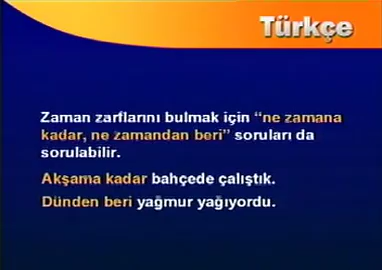 Türkçe
Zaman zarflarını bulmak için “ne zamana
kadar, ne zamandan beri” soruları da
sorulabilir.
Akşama kadar bahçede çalıştık.
Dünden beri yağmur yağıyordu.